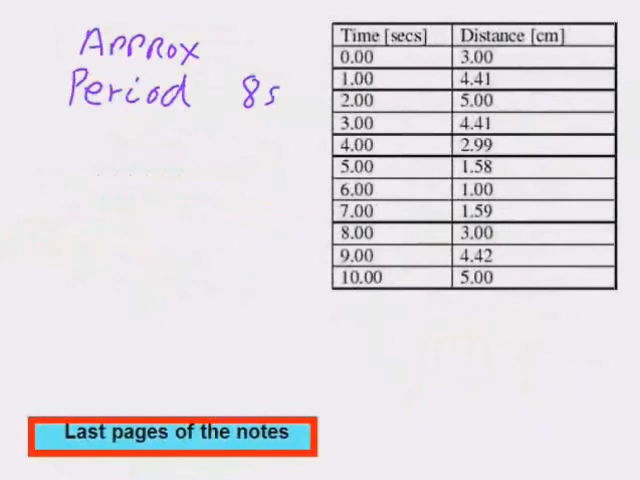 Approx
Period 8s
Time [secs] Distance [cm]
0.00 3.00
1.00 4.41
2.00 5.00
3.00 4.41
4.00 2.99
5.00 1.58
6.00 1.00
7.00 1.59
8.00 3.00
9.00 4.42
10.00 5.00
Last pages of the notes